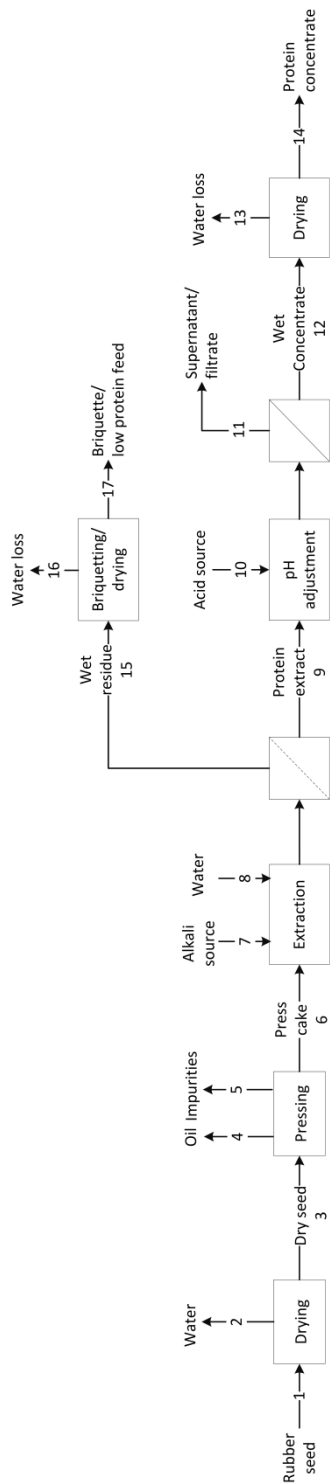 Rubber
seed
1
Drying
Water
2
Dry seed
3
Pressing
Oil Impurities
4
5
Press
cake
6
Extraction
Alkali
source
7
Water
8
Wet
residue
15
Briquetting/
drying
Water loss
16
Briquette/
low protein feed
17
Protein
extract
9
pH
adjustment
Acid source
10
Supernatant/
filtrate
11
Wet
Concentrate
12
Drying
Water loss
13
Protein
concentrate
14